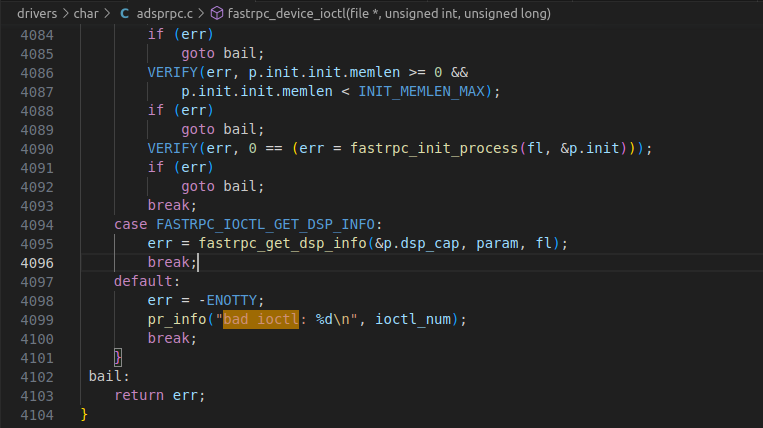 drivers > char > C adsprpc.c > fastrpc_device_ioctl(file *, unsigned int, unsigned long)
4084 if (err)
4085 goto bail;
4086 VERIFY(err, p.init.init.memlen >= 0 &&
4087 p.init.init.memlen < INIT_MEMLEN_MAX);
4088 if (err)
4089 goto bail;
4090 VERIFY(err, 0 == (err = fastrpc_init_process(fl, &p.init)));
4091 if (err)
4092 goto bail;
4093 break;
4094 case FASTRPC_IOCTL_GET_DSP_INFO:
4095 err = fastrpc_get_dsp_info(&p.dsp_cap, param, fl);
4096 break;
4097 default:
4098 err = -ENOTTY;
4099 pr_info("bad ioctl: %d\n", ioctl_num);
4100 break;
4101 }
4102 bail:
4103 return err;
4104 }